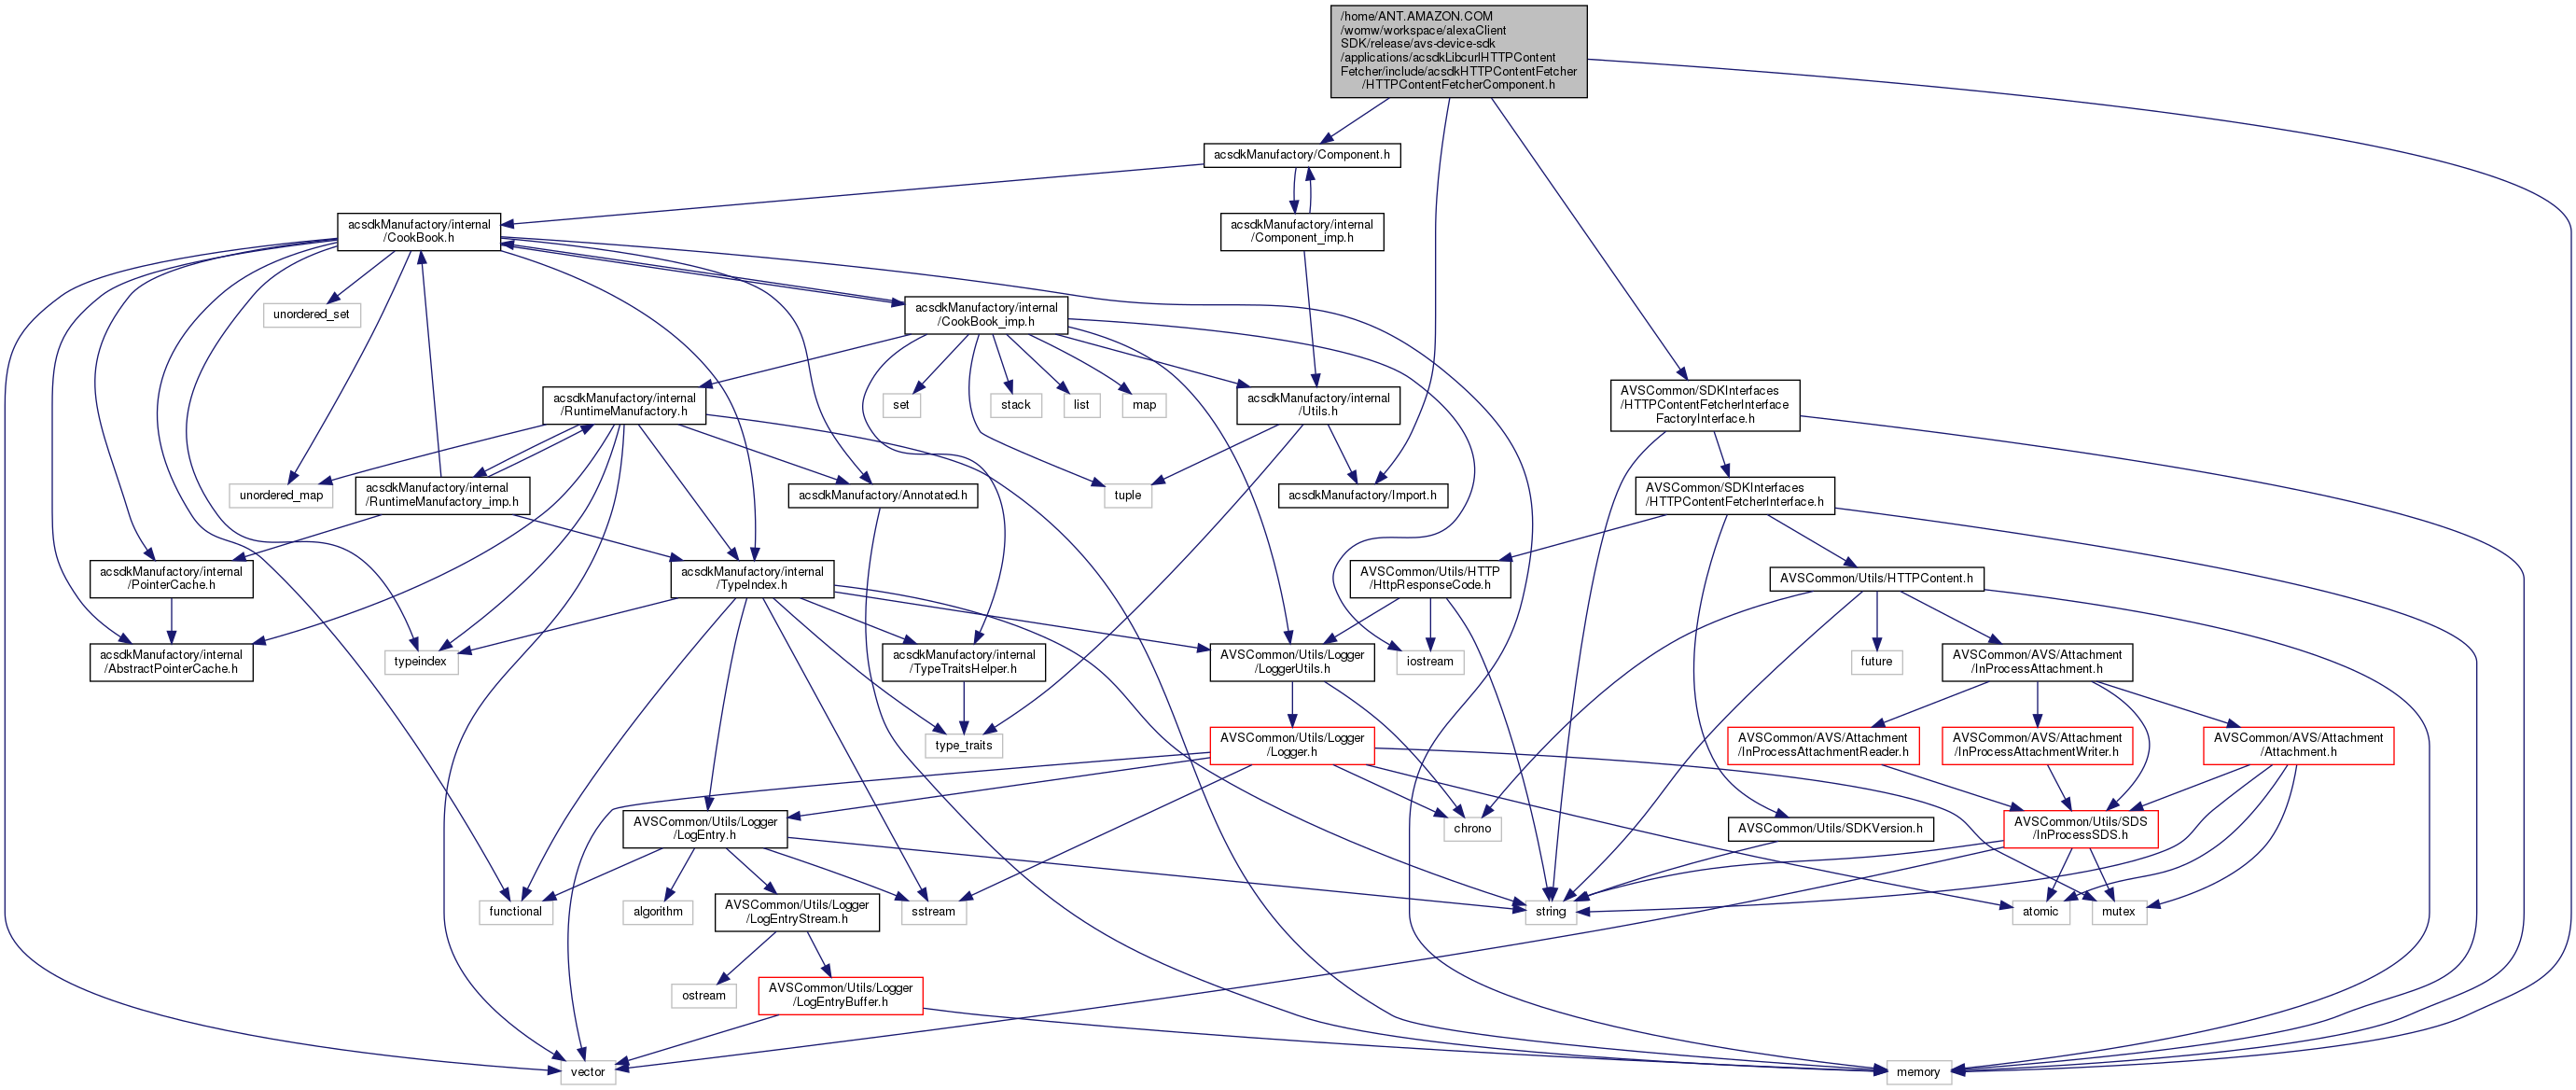 /home/ANT.AMAZON.COM
/womw/workspace/alexaClient
SDK/release/avs-device-sdk
/applications/acsdkLibcurlHTTPContent
Fetcher/include/acsdkHTTPContentFetcher
/HTTPContentFetcherComponent.h
acsdkManufactory/Component.h
acsdkManufactory/internal
/CookBook.h
acsdkManufactory/internal
/Component_imp.h
unordered_set
acsdkManufactory/internal
/CookBook_imp.h
acsdkManufactory/internal
/RuntimeManufactory.h
set
stack
list
map
acsdkManufactory/internal
/Utils.h
AVSCommon/SDKInterfaces
/HTTPContentFetcherInterface
FactoryInterface.h
unordered_map
acsdkManufactory/internal
/RuntimeManufactory_imp.h
acsdkManufactory/Annotated.h
tuple
acsdkManufactory/Import.h
AVSCommon/SDKInterfaces
/HTTPContentFetcherInterface.h
acsdkManufactory/internal
/PointerCache.h
acsdkManufactory/internal
/TypeIndex.h
AVSCommon/Utils/HTTP
/HttpResponseCode.h
AVSCommon/Utils/HTTPContent.h
acsdkManufactory/internal
/AbstractPointerCache.h
typeindex
acsdkManufactory/internal
/TypeTraitsHelper.h
AVSCommon/Utils/Logger
/LoggerUtils.h
iostream
future
AVSCommon/AVS/Attachment
/InProcessAttachment.h
type_traits
AVSCommon/Utils/Logger
/Logger.h
AVSCommon/AVS/Attachment
/InProcessAttachmentReader.h
AVSCommon/AVS/Attachment
/InProcessAttachmentWriter.h
AVSCommon/AVS/Attachment
/Attachment.h
AVSCommon/Utils/Logger
/LogEntry.h
chrono
AVSCommon/Utils/SDKVersion.h
AVSCommon/Utils/SDS
/InProcessSDS.h
functional
algorithm
AVSCommon/Utils/Logger
/LogEntryStream.h
sstream
string
atomic
mutex
ostream
AVSCommon/Utils/Logger
/LogEntryBuffer.h
vector
memory